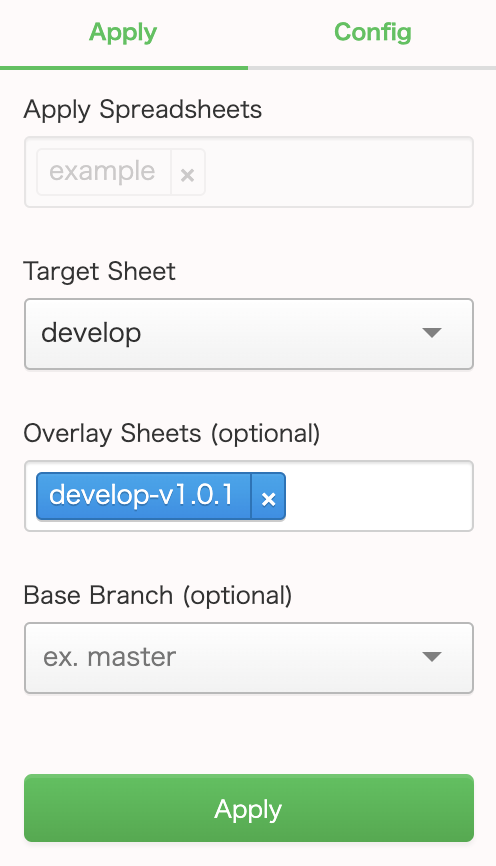 Apply Config
Apply Spreadsheets
example ×
Target Sheet
develop
Overlay Sheets (optional)
develop-v1.0.1 ×
Base Branch (optional)
ex. master
Apply